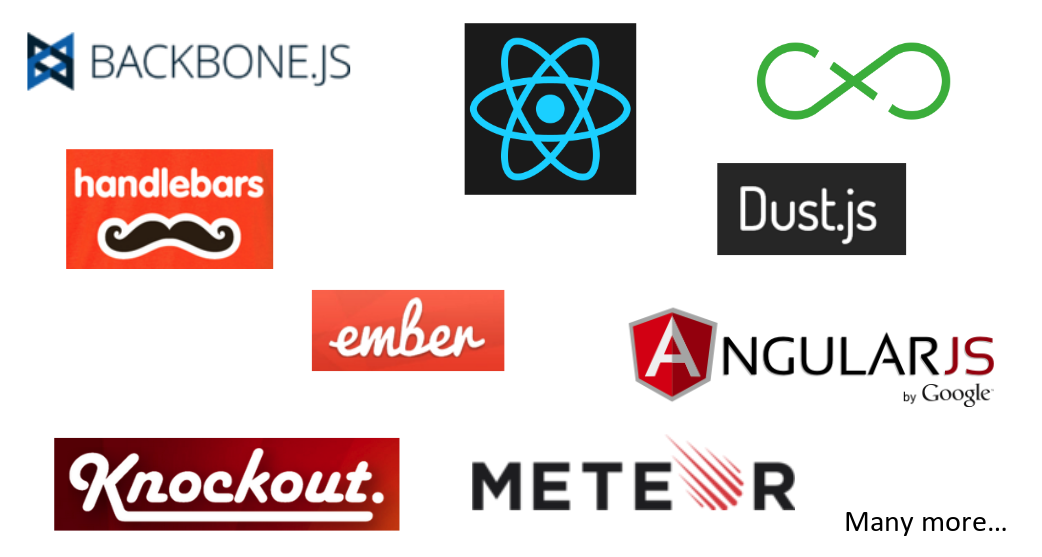 BACKBONE.JS
handlebars
Dust.js
ember
ANGULARJS
by Google
Knockout.
METEOR
Many more...